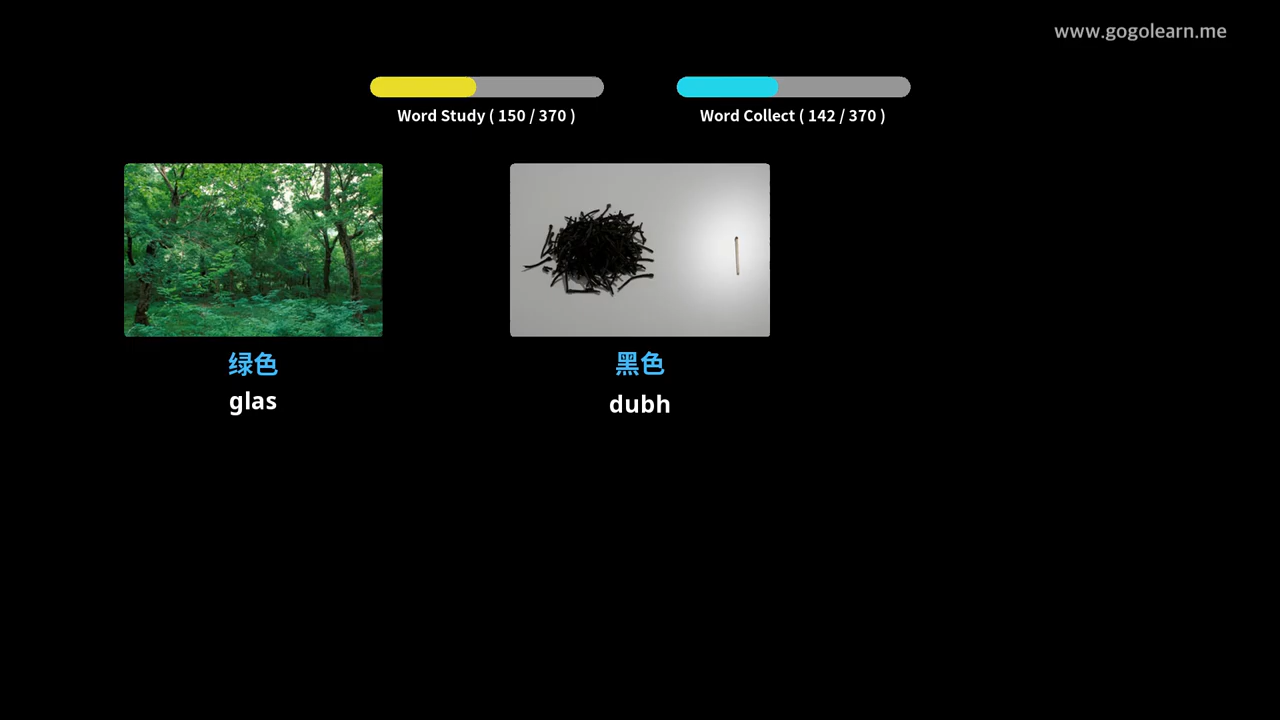 www.gogolearn.me
Word Study ( 150 / 370 )
Word Collect ( 142 / 370 )
绿色
glas
黑色
dubh